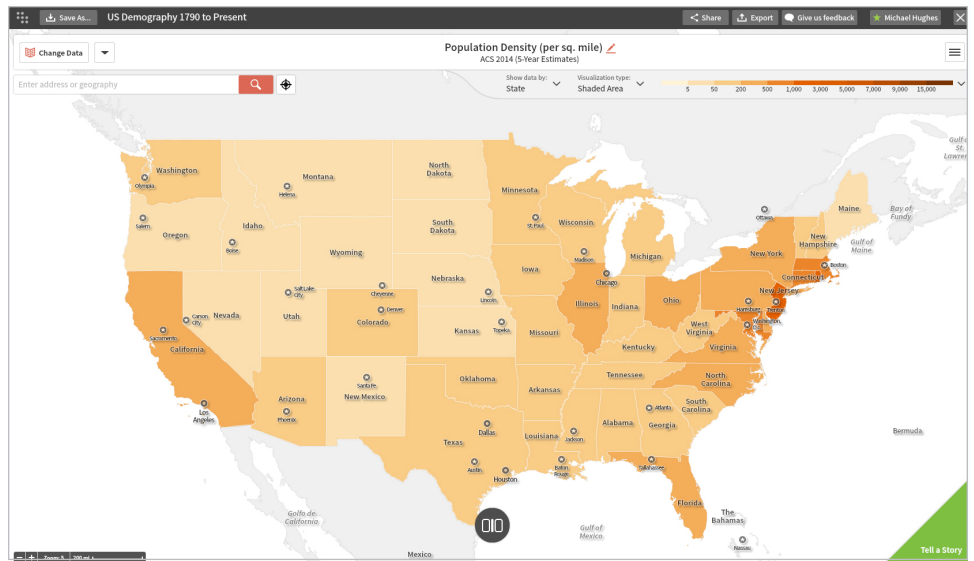 Save As...
US Demography 1790 to Present
Share
Export
Give us feedback
Michael Hughes
Change Data
Population Density (per sq. mile)
ACS 2014 (5-Year Estimates)
Enter address or geography
Show data by:
State
Visualization type:
Shaded Area
5 50 200 500 1,000 3,000 5,000 7,000 9,000 15,000
Gulf o
St.
Lawren
Washington
Olympia
Montana
Helena
North
Dakota
Minnesota
St. Paul
Wisconsin
Madison
Michigan
Ottawa
Maine
Bay of
Fundy
Salem
Oregon
Idaho
Boise
South
Dakota
New
Hampshire
Gulf of
Maine
Wyoming
New York
Boston
Connecticut
Iowa
Chicago
Nebraska
Lincoln
Salt Lake
City
Cheyenne
New Jersey
Harrisburg
Trenton
Illinois
Indiana
Ohio
Carson
City
Nevada
Utah
Denver
Colorado
Kansas
Topeka
Missouri
West
Virginia
Washington,
Sacramento
California
Kentucky
Virginia
Santa Fe
New Mexico
Oklahoma
Tennessee
North
Carolina
Arkansas
Los
Angeles
Arizona
Phoenix
Atlanta
South
Carolina
Alabama
Georgia
Dallas
Texas
Louisiana
Jackson
Bermuda
Austin
Houston
Baton
Rouge
Tallahassee
Florida
Golfo de
California
The
Bahamas
Gulf of
Mexico
Nassau
Mexico
Tell a Story
Zoom: 5 200 mi